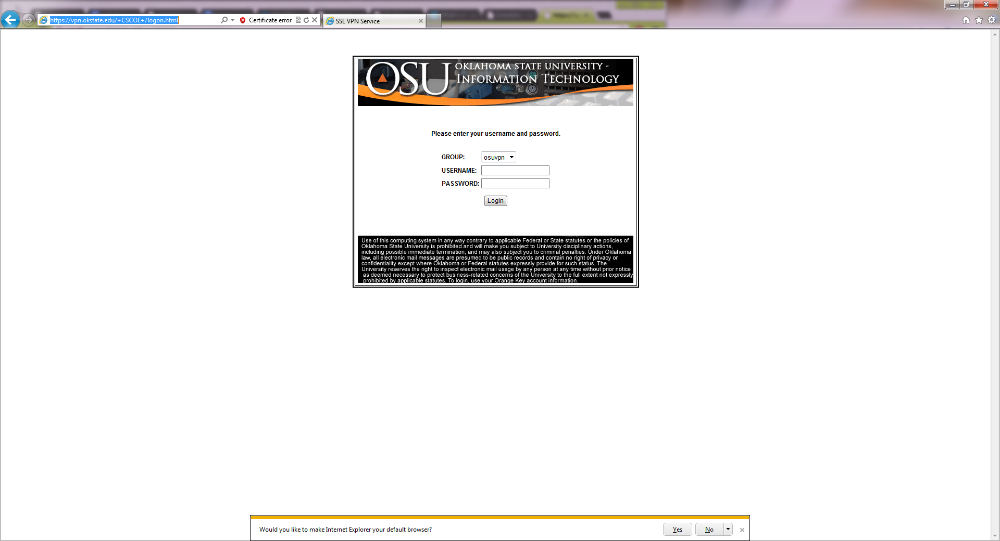 https://vpn.okstate.edu/+CSCOE+/logon.html
Certificate error
SSL VPN Service
OSU
OKLAHOMA STATE UNIVERSITY -
INFORMATION TECHNOLOGY
Please enter your username and password.
GROUP:
osuvpn
USERNAME:
PASSWORD:
Login
Use of this computing system in any way contrary to applicable Federal or State statutes or the policies of
Oklahoma State University is prohibited and will make you subject to University disciplinary actions,
including possible immediate termination, and may also subject you to criminal penalties. Under Oklahoma
law, all electronic mail messages are presumed to be public records and contain no right of privacy or
confidentiality except where Oklahoma or Federal statutes expressly provide for such status. The
University reserves the right to inspect electronic mail usage by any person at any time without prior notice
as deemed necessary to protect business-related concerns of the University to the full extent not expressly
prohibited by applicable statutes. To login, use your Orange Key account information.
Would you like to make Internet Explorer your default browser?
Yes
No